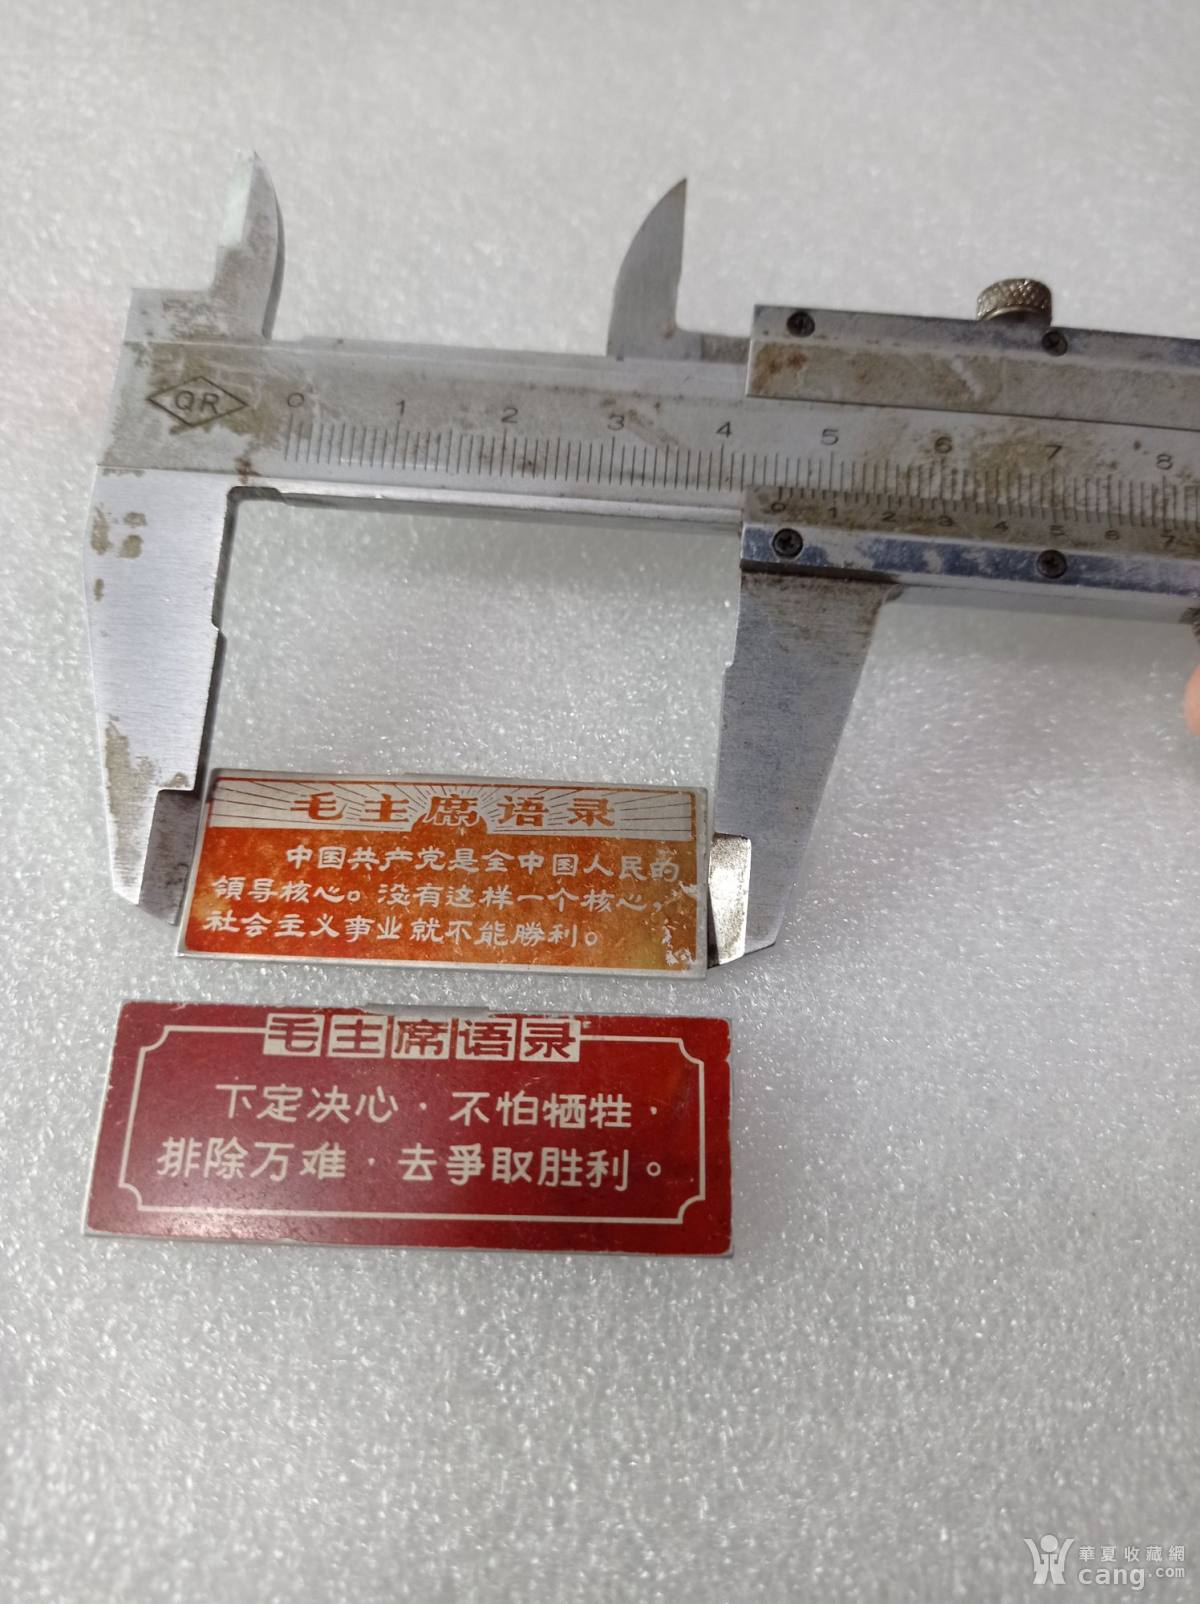 QR
0 1 2 3 4 5 6 7 8
0 1 2 3 4 5 6 7
毛主席语录
中国共产党是全中国人民的
領导核心。没有这样一个核心，
社会主义事业就不能勝利。
毛主席语录
下定决心·不怕牺牲·
排除万难·去爭取胜利。
華夏收藏網
cang.com